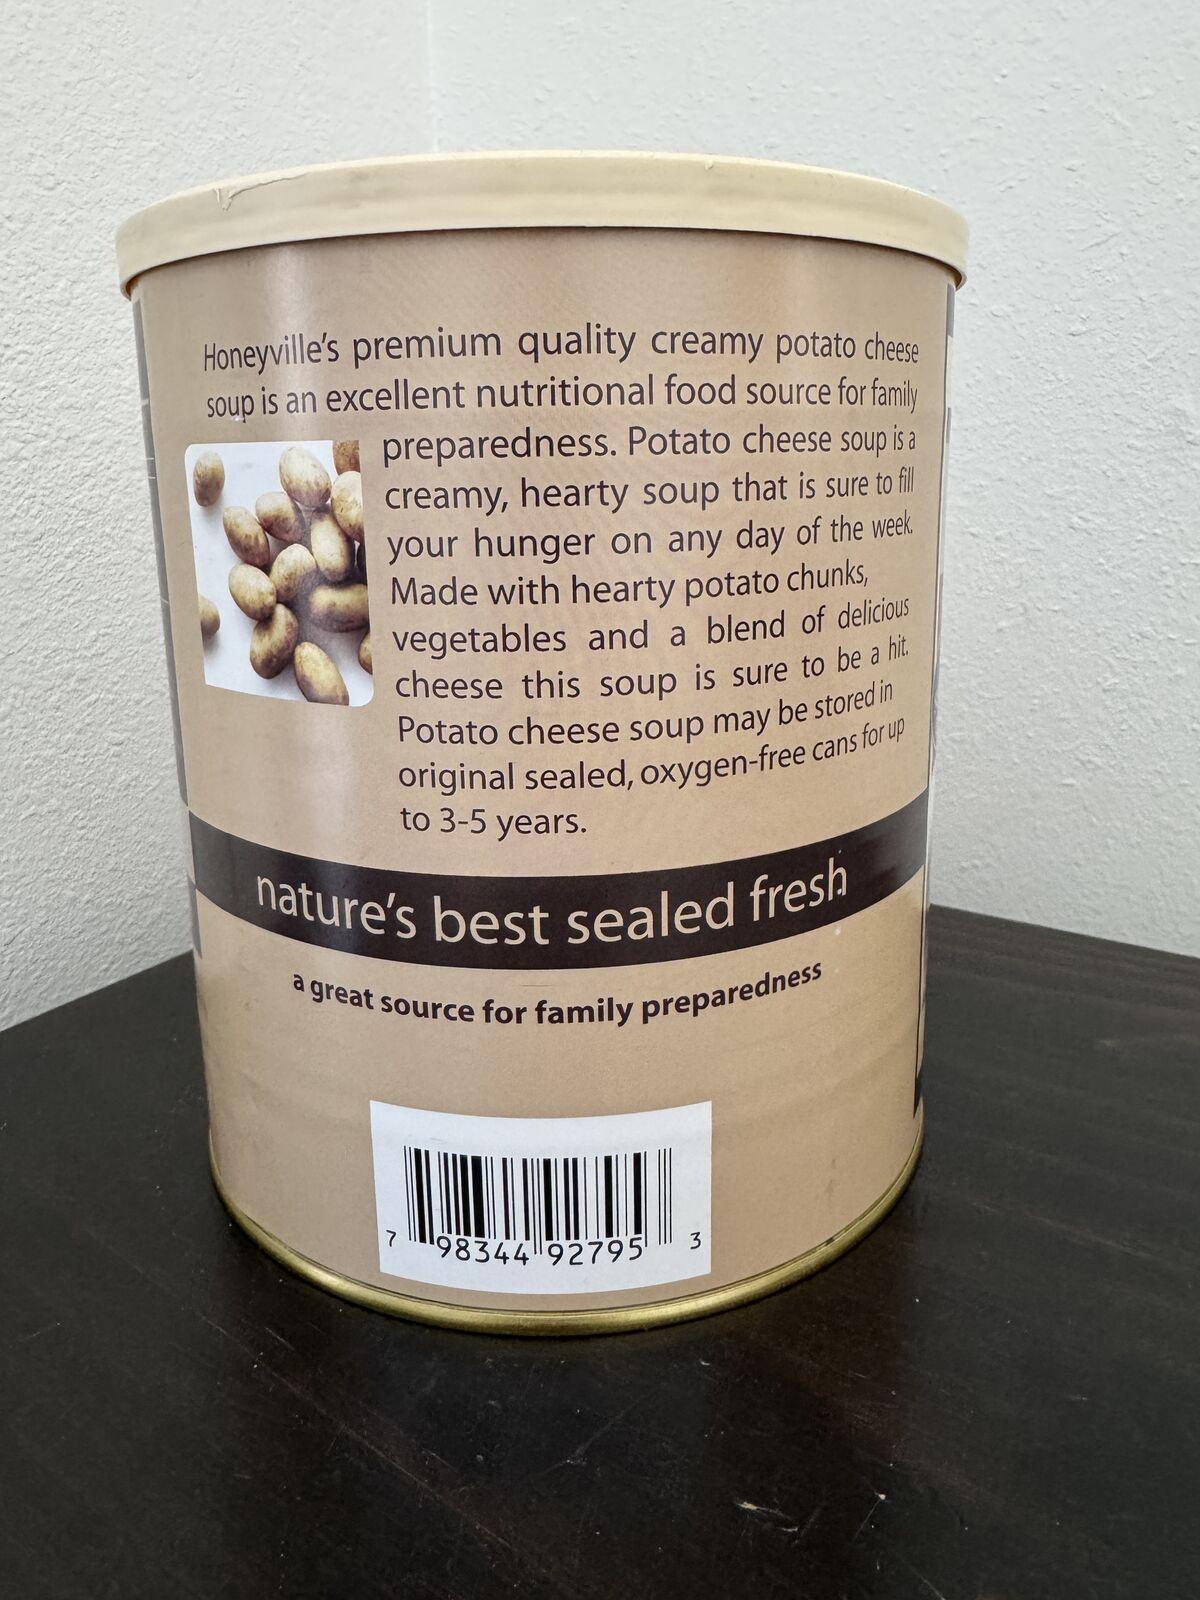 Honeyville's premium quality creamy potato cheese
soup is an excellent nutritional food source for family
preparedness. Potato cheese soup is a
creamy, hearty soup that is sure to fill
your hunger on any day of the week.
Made with hearty potato chunks,
vegetables and a blend of delicious
cheese this soup is sure to be a hit.
Potato cheese soup may be stored in
original sealed, oxygen-free cans for up
to 3-5 years.
nature's best sealed fresh
a great source for family preparedness
7 98344 92795 3